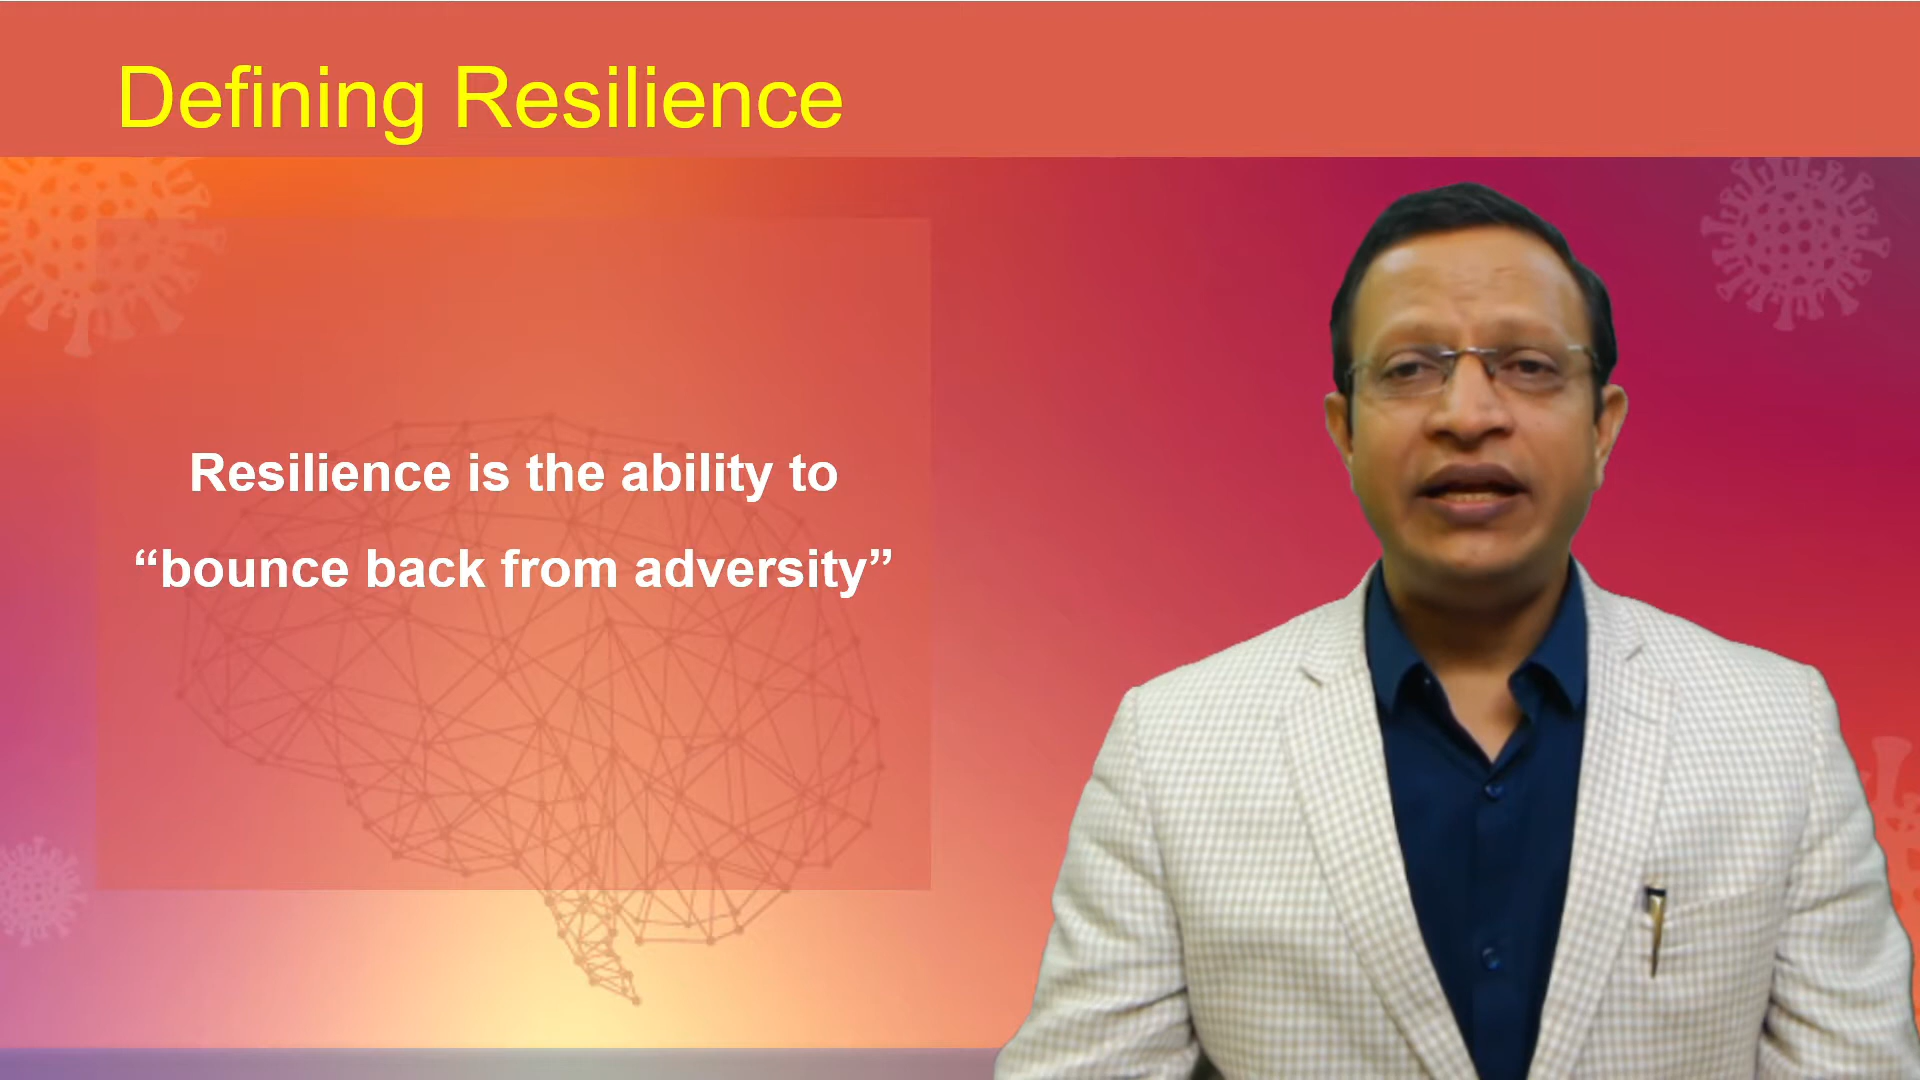 Defining Resilience
Resilience is the ability to
“bounce back from adversity”